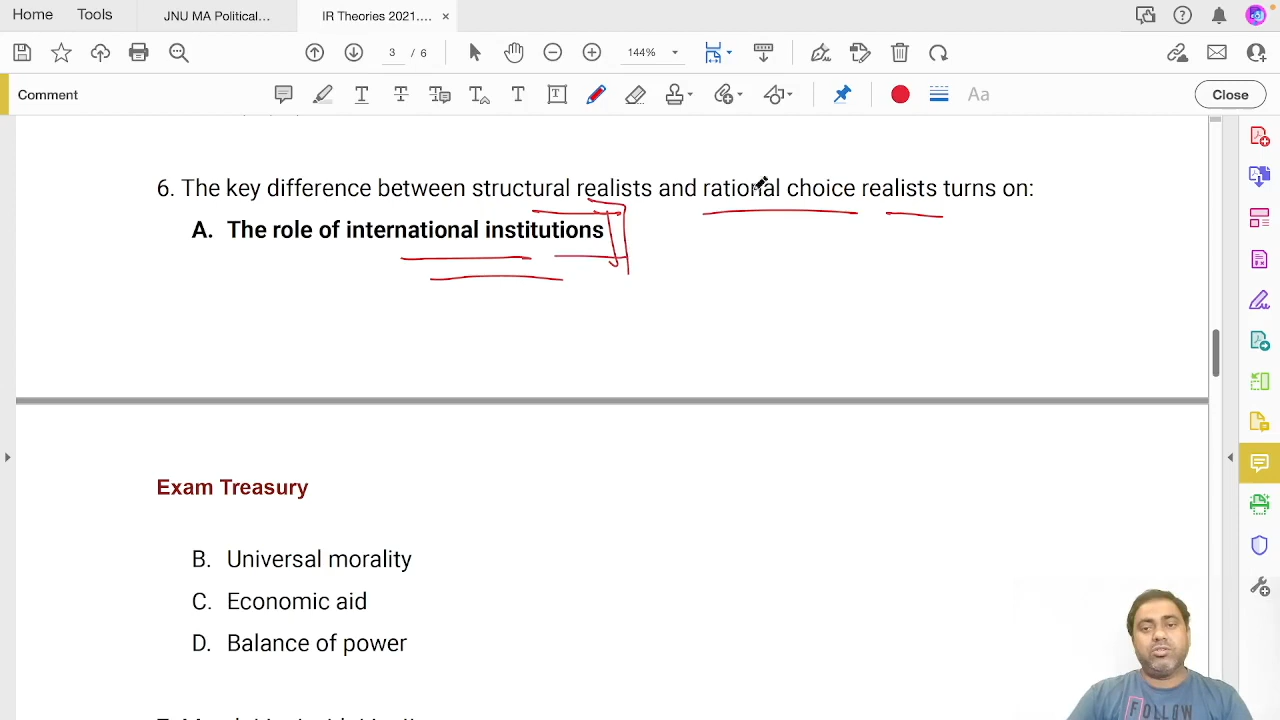 Home Tools JNU MA Political... IR Theories 2021.... ×
3 / 6 144%
Comment Aa Close
6. The key difference between structural realists and rational choice realists turns on:
A. The role of international institutions
Exam Treasury
B. Universal morality
C. Economic aid
D. Balance of power
FOLLOW